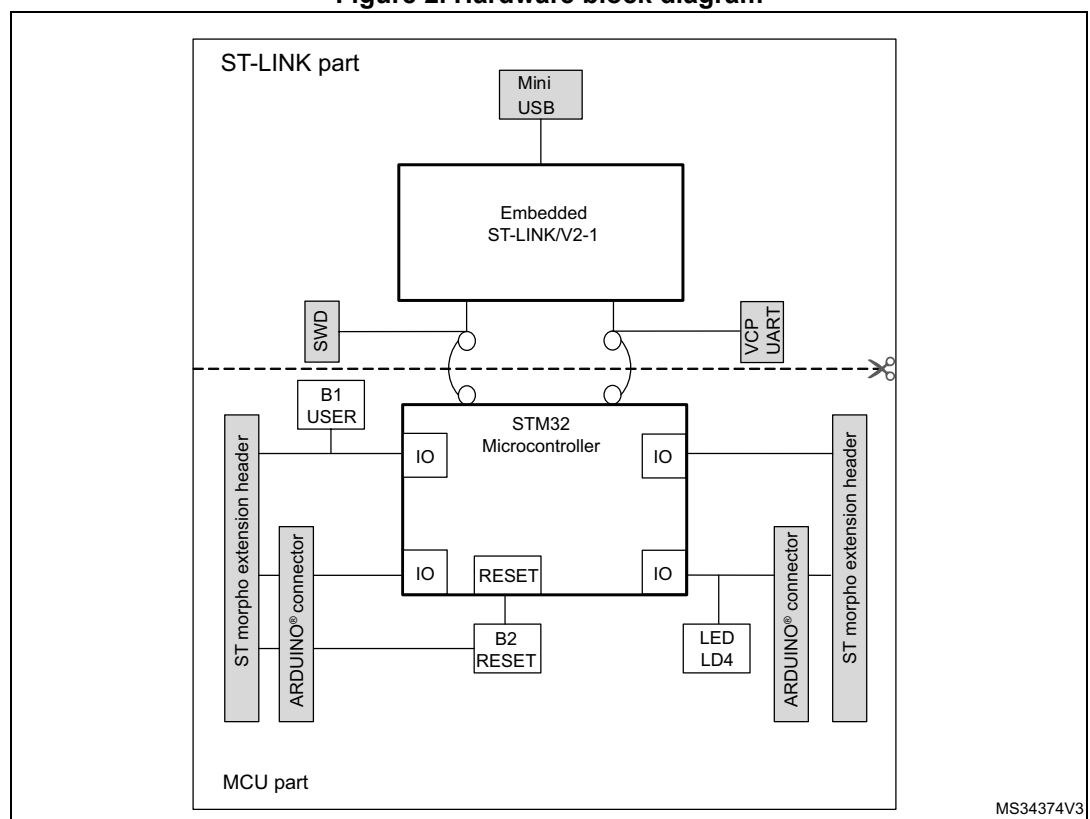 Figure 2. Hardware block diagram
ST-LINK part
Mini
USB
Embedded
ST-LINK/V2-1
SWD
VCP
UART
B1
USER
STM32
Microcontroller
IO
IO
ST morpho extension header
ARDUINO® connector
IO
RESET
IO
ARDUINO® connector
ST morpho extension header
B2
RESET
LED
LD4
MCU part
MS34374V3